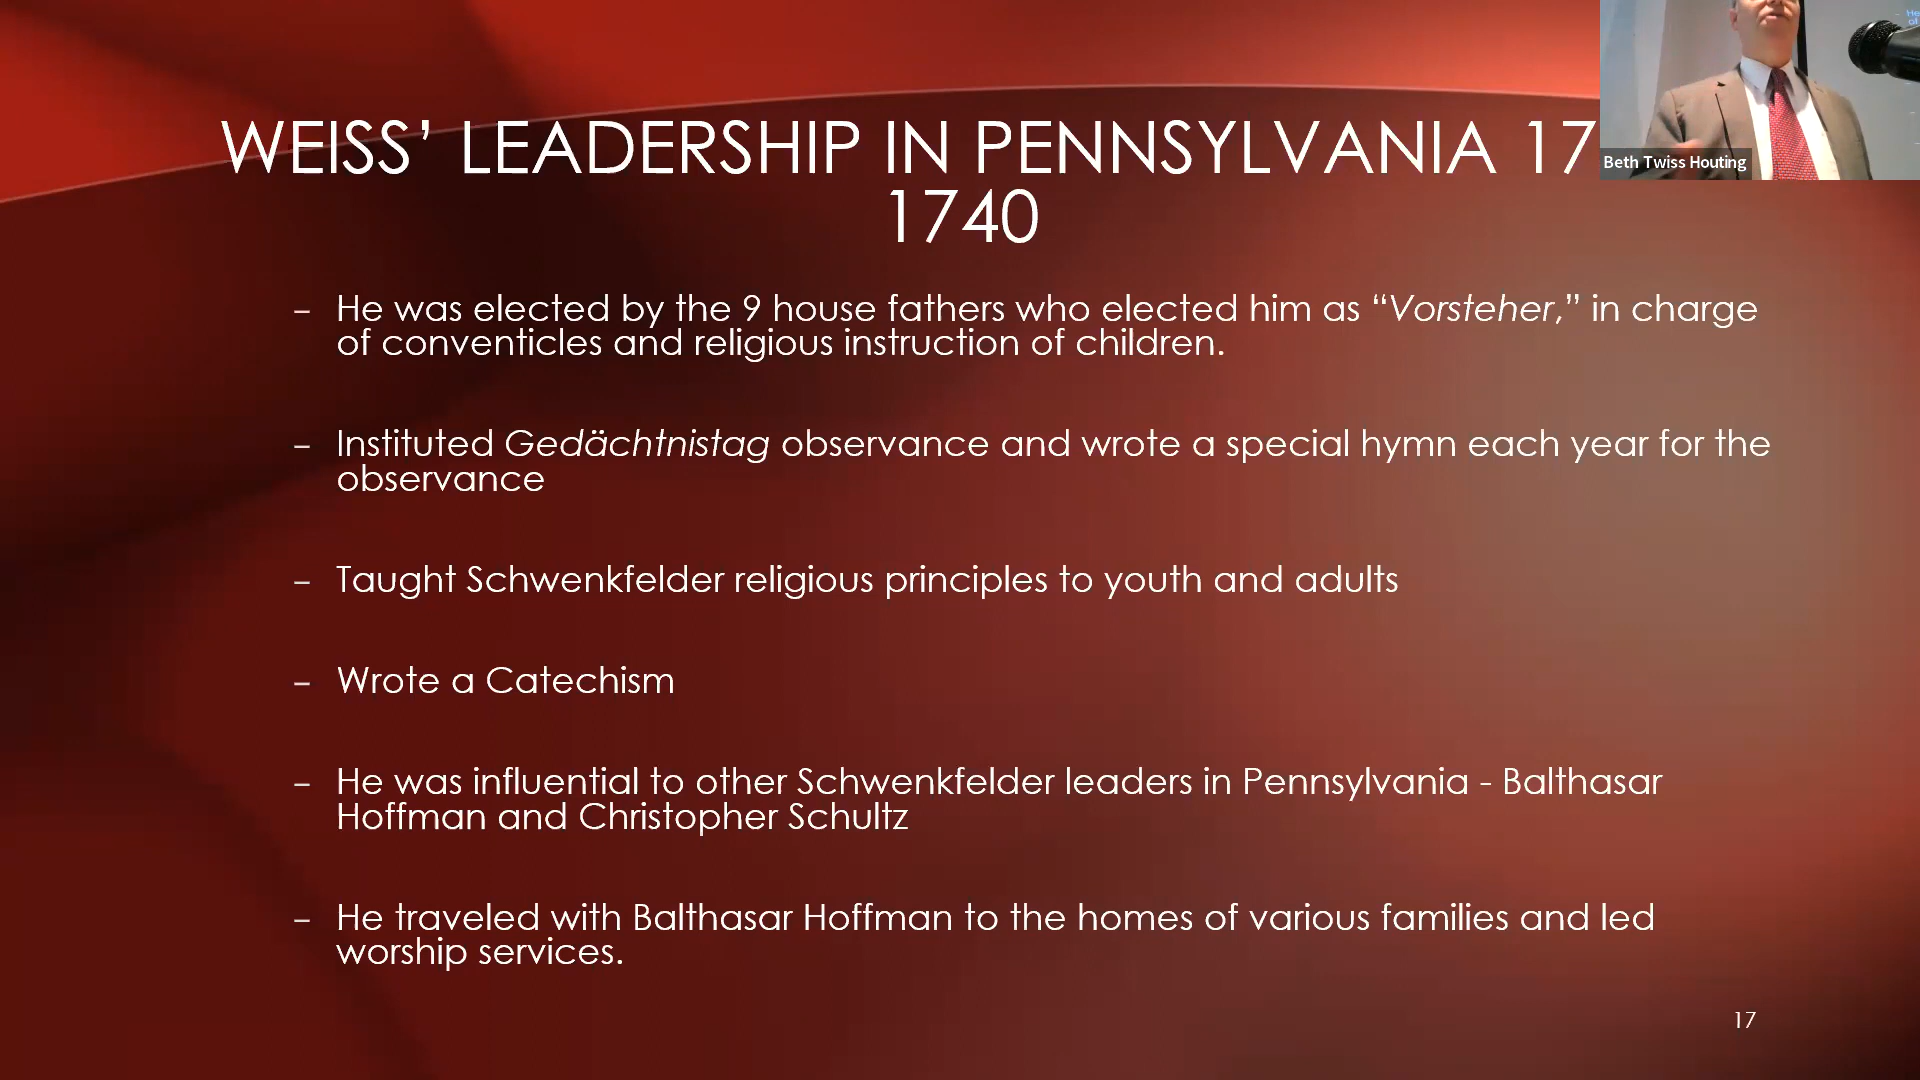 WEISS’ LEADERSHIP IN PENNSYLVANIA 17
1740
– He was elected by the 9 house fathers who elected him as “Vorsteher,” in charge
of conventicles and religious instruction of children.
– Instituted Gedächtnistag observance and wrote a special hymn each year for the
observance
– Taught Schwenkfelder religious principles to youth and adults
– Wrote a Catechism
– He was influential to other Schwenkfelder leaders in Pennsylvania - Balthasar
Hoffman and Christopher Schultz
– He traveled with Balthasar Hoffman to the homes of various families and led
worship services.
17
Beth Twiss Houting